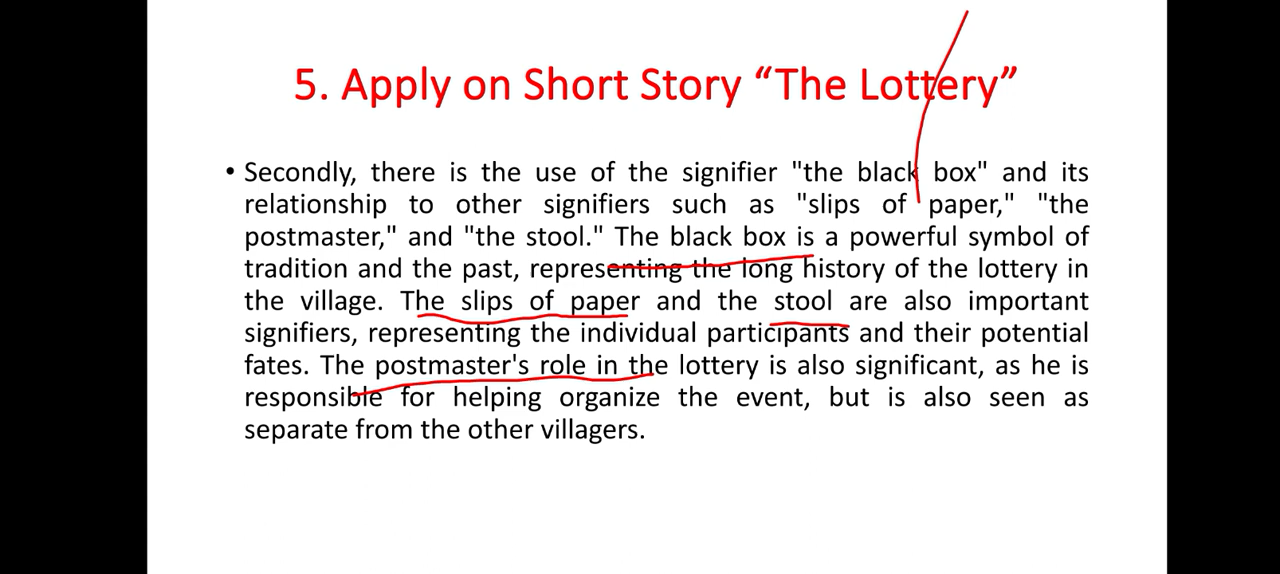 5. Apply on Short Story “The Lottery”
• Secondly, there is the use of the signifier "the black box" and its
relationship to other signifiers such as "slips of paper," "the
postmaster," and "the stool." The black box is a powerful symbol of
tradition and the past, representing the long history of the lottery in
the village. The slips of paper and the stool are also important
signifiers, representing the individual participants and their potential
fates. The postmaster's role in the lottery is also significant, as he is
responsible for helping organize the event, but is also seen as
separate from the other villagers.